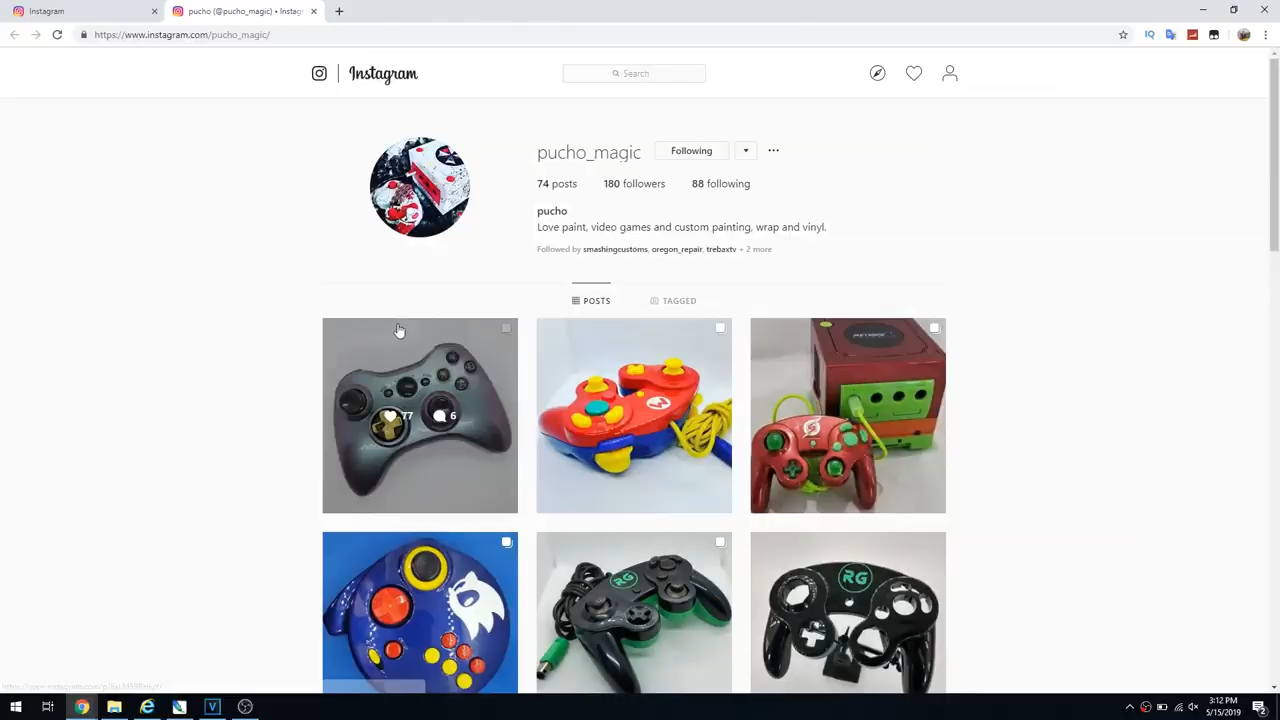 Instagram
pucho (@pucho_magic) • Instag
https://www.instagram.com/pucho_magic/
Instagram
Search
pucho_magic
Following
74 posts
180 followers
88 following
pucho
Love paint, video games and custom painting, wrap and vinyl.
Followed by smashingcustoms, oregon_repair, trebaxtv + 2 more
POSTS
TAGGED
77
6
RG
RG
3:12 PM
5/15/2019